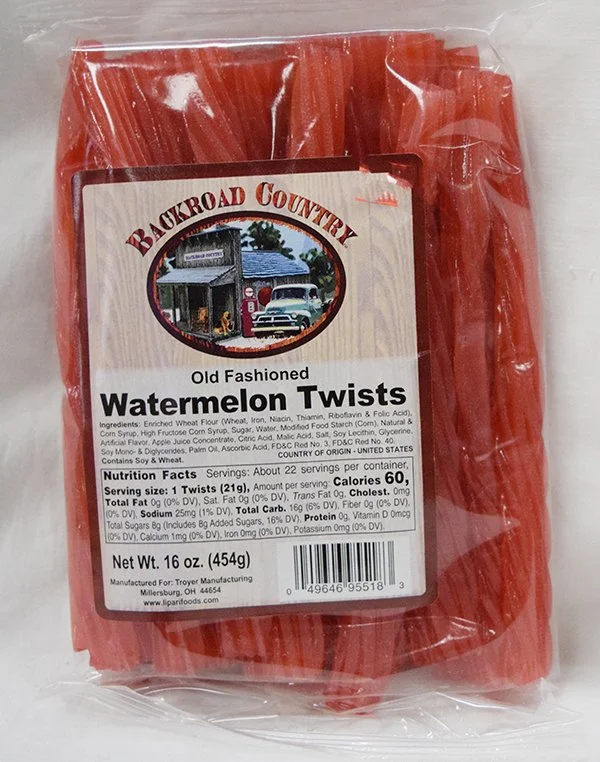 BACKROAD COUNTRY
BACKROAD COUNTRY
Old Fashioned
Watermelon Twists
Ingredients: Enriched Wheat Flour (Wheat, Iron, Niacin, Thiamin, Riboflavin & Folic Acid),
Corn Syrup, High Fructose Corn Syrup, Sugar, Water, Modified Food Starch (Corn), Natural &
Artificial Flavor, Apple Juice Concentrate, Citric Acid, Malic Acid, Salt, Soy Lecithin, Glycerine,
Soy Mono- & Diglycerides, Palm Oil, Ascorbic Acid, FD&C Red No. 3, FD&C Red No. 40.
Contains Soy & Wheat. COUNTRY OF ORIGIN - UNITED STATES
Nutrition Facts Servings: About 22 servings per container,
Serving size: 1 Twists (21g), Amount per serving: Calories 60,
Total Fat 0g (0% DV), Sat. Fat 0g (0% DV), Trans Fat 0g, Cholest. 0mg
(0% DV), Sodium 25mg (1% DV), Total Carb. 16g (6% DV), Fiber 0g (0% DV),
Total Sugars 8g (Includes 8g Added Sugars, 16% DV), Protein 0g, Vitamin D 0mcg
(0% DV), Calcium 1mg (0% DV), Iron 0mg (0% DV), Potassium 0mg (0% DV).
Net Wt. 16 oz. (454g)
Manufactured For: Troyer Manufacturing
Millersburg, OH 44654
www.liparifoods.com
0 49646 95518 3